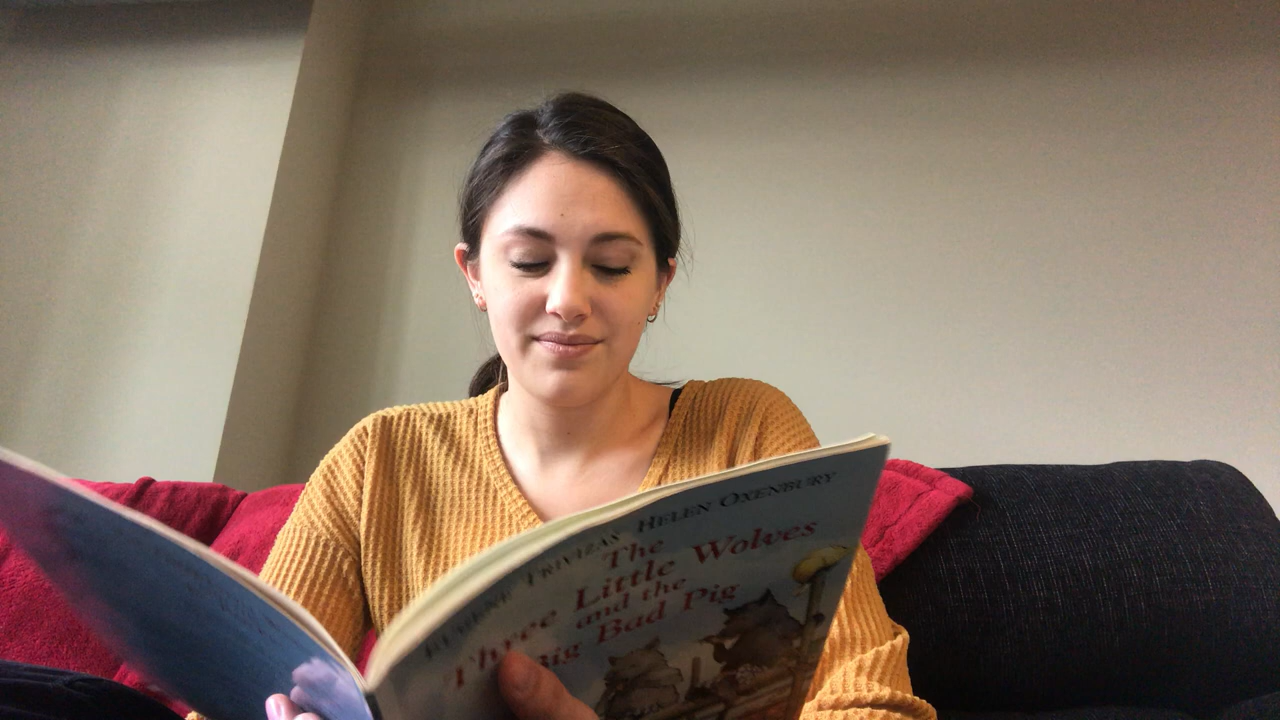 EUGENE TRIVIZAS HELEN OXENBURY
The
Three Little Wolves
and the
Big Bad Pig